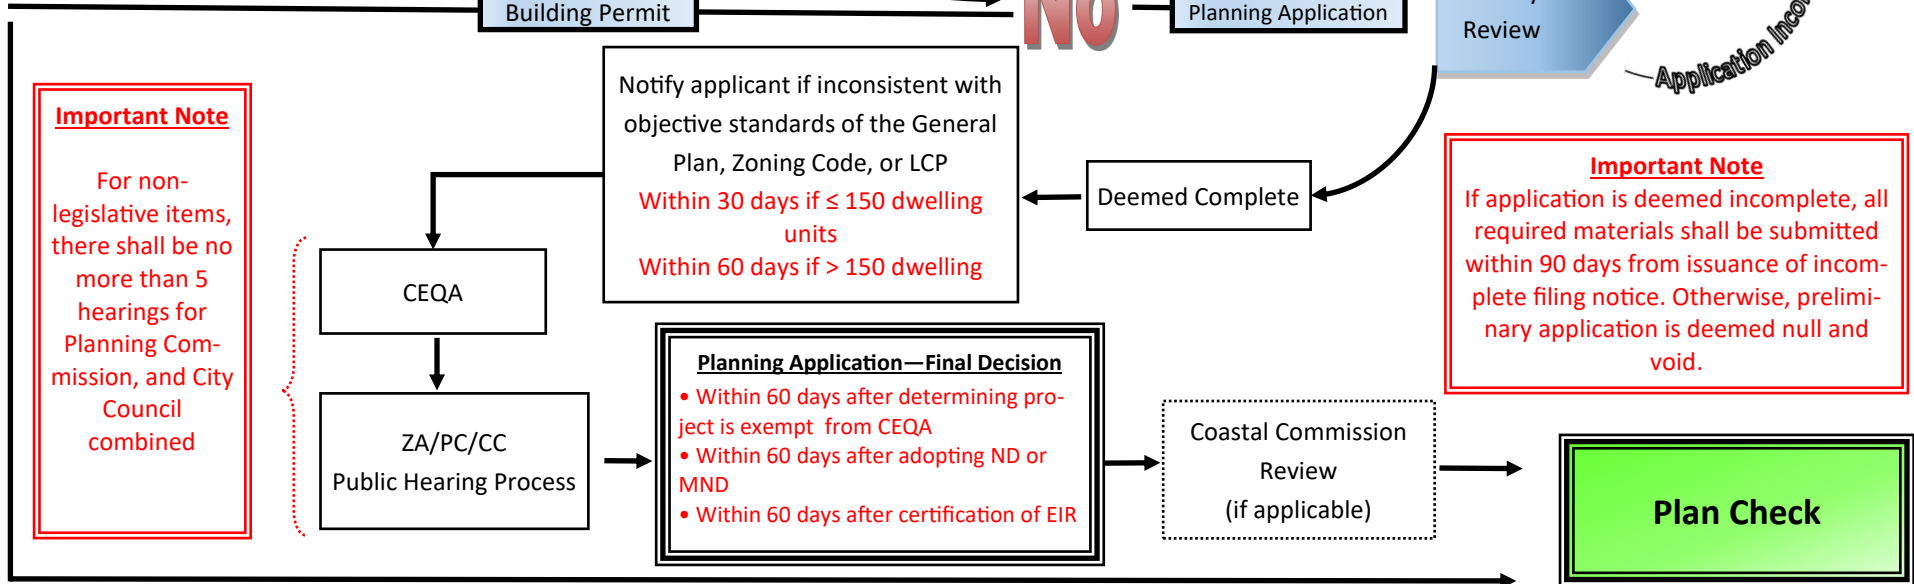 Building Permit
No
Planning Application
Review
Application Incom
Important Note
For non-
legislative items,
there shall be no
more than 5
hearings for
Planning Com-
mission, and City
Council
combined
Notify applicant if inconsistent with
objective standards of the General
Plan, Zoning Code, or LCP
Within 30 days if ≤ 150 dwelling
units
Within 60 days if > 150 dwelling
Deemed Complete
Important Note
If application is deemed incomplete, all
required materials shall be submitted
within 90 days from issuance of incom-
plete filing notice. Otherwise, prelimi-
nary application is deemed null and
void.
CEQA
ZA/PC/CC
Public Hearing Process
Planning Application—Final Decision
• Within 60 days after determining pro-
ject is exempt from CEQA
• Within 60 days after adopting ND or
MND
• Within 60 days after certification of EIR
Coastal Commission
Review
(if applicable)
Plan Check